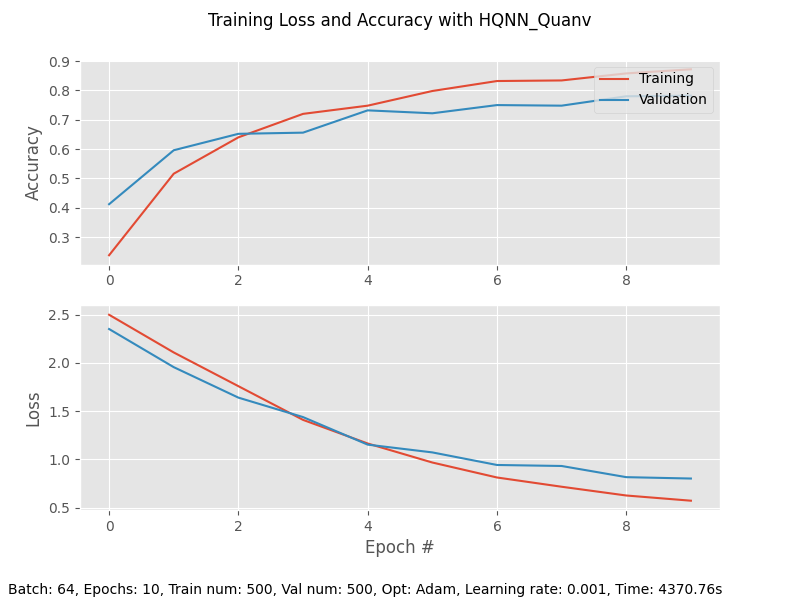 Training Loss and Accuracy with HQNN_Quanv
0.9
0.8
0.7
0.6
0.5
0.4
0.3
Accuracy
Training
Validation
0 2 4 6 8
2.5
2.0
1.5
1.0
0.5
Loss
0 2 4 6 8
Epoch #
Batch: 64, Epochs: 10, Train num: 500, Val num: 500, Opt: Adam, Learning rate: 0.001, Time: 4370.76s